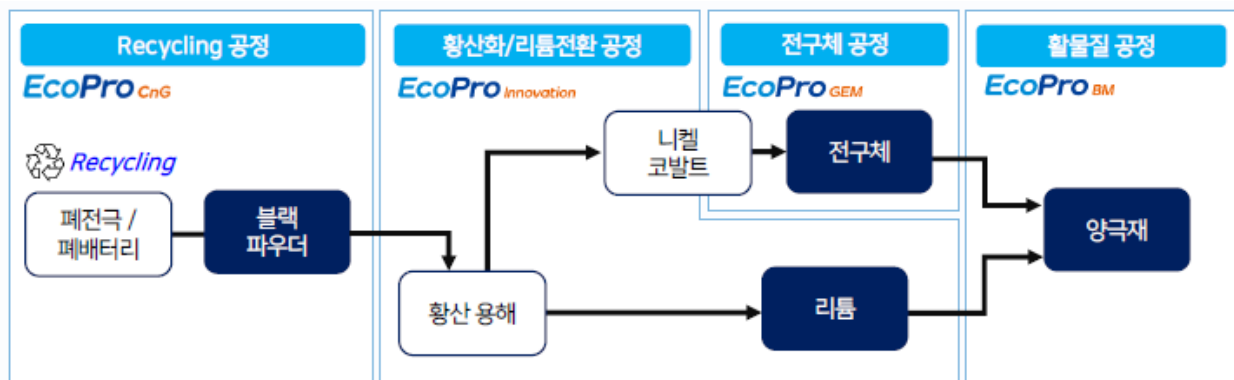 Recycling 공정
EcoPro CnG
Recycling
폐전극 /
폐배터리
블랙
파우더
황산화/리튬전환 공정
EcoPro Innovation
황산 용해
니켈
코발트
리튬
전구체 공정
EcoPro GEM
전구체
활물질 공정
EcoPro BM
양극재